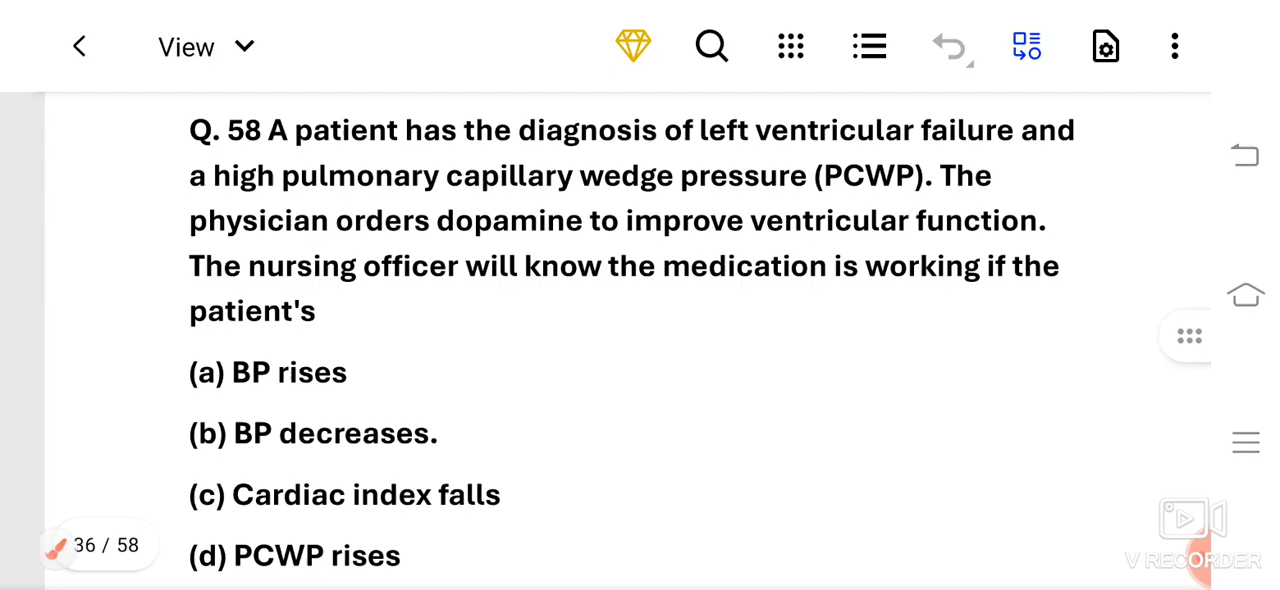 View
Q. 58 A patient has the diagnosis of left ventricular failure and
a high pulmonary capillary wedge pressure (PCWP). The
physician orders dopamine to improve ventricular function.
The nursing officer will know the medication is working if the
patient's
(a) BP rises
(b) BP decreases.
(c) Cardiac index falls
(d) PCWP rises
36 / 58
V RECORDER